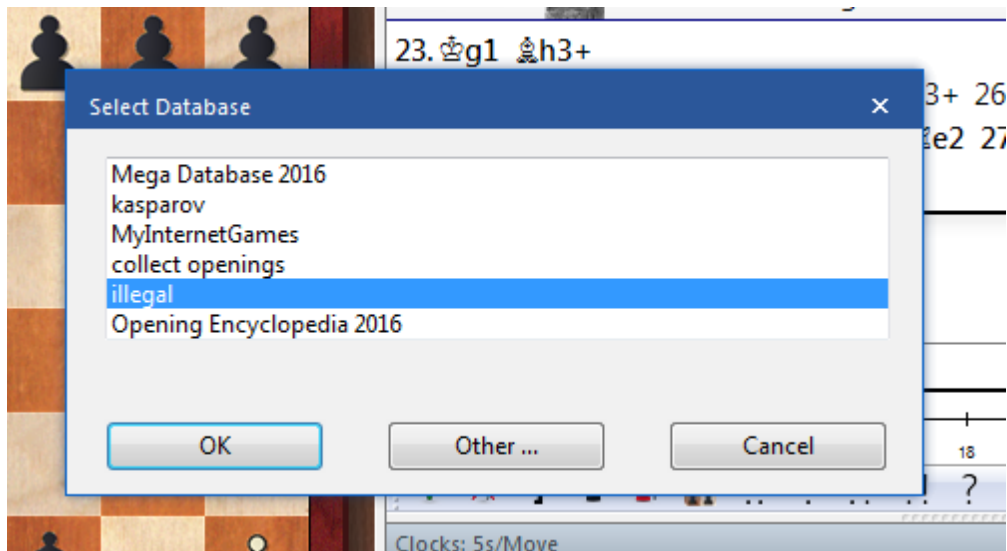 23.♔g1 ♗h3+
3+ 26
♗e2 27
Select Database
Mega Database 2016
kasparov
MyInternetGames
collect openings
illegal
Opening Encyclopedia 2016
OK
Other ...
Cancel
18
?
Clocks: 5s/Move